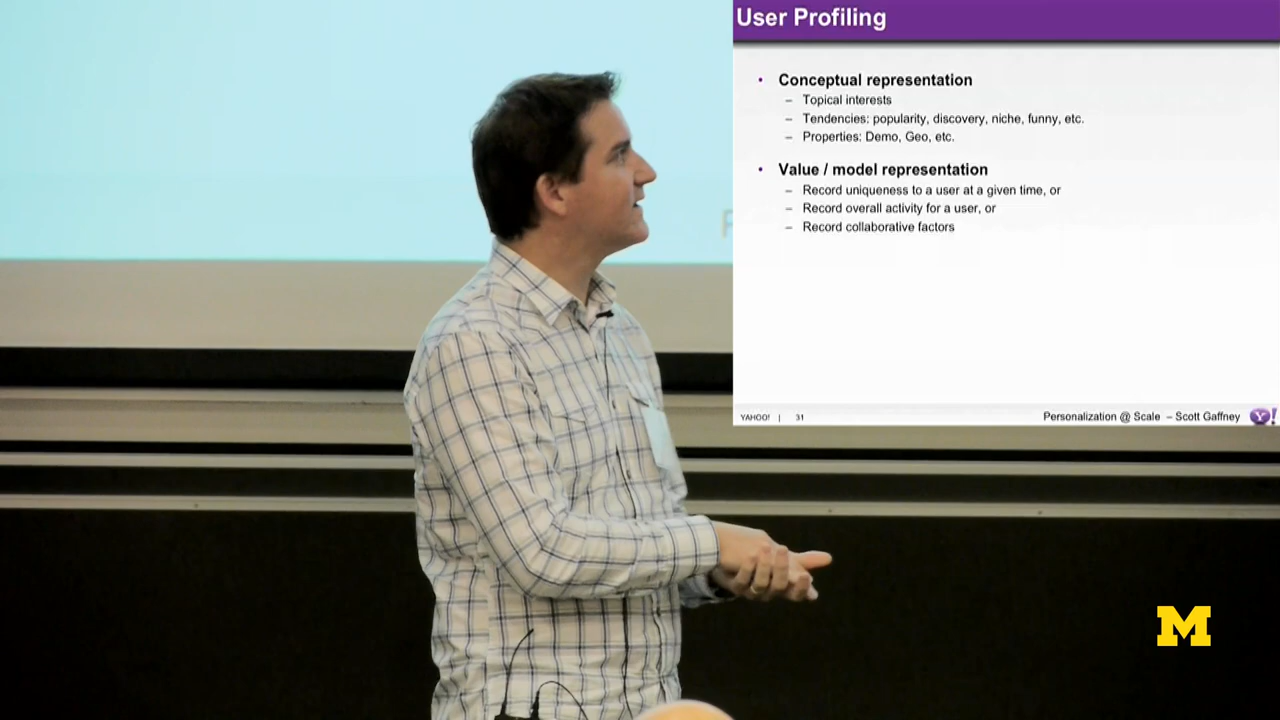 User Profiling
• Conceptual representation
– Topical interests
– Tendencies: popularity, discovery, niche, funny, etc.
– Properties: Demo, Geo, etc.
• Value / model representation
– Record uniqueness to a user at a given time, or
– Record overall activity for a user, or
– Record collaborative factors
YAHOO! | 31 Personalization @ Scale – Scott Gaffney Y!
M